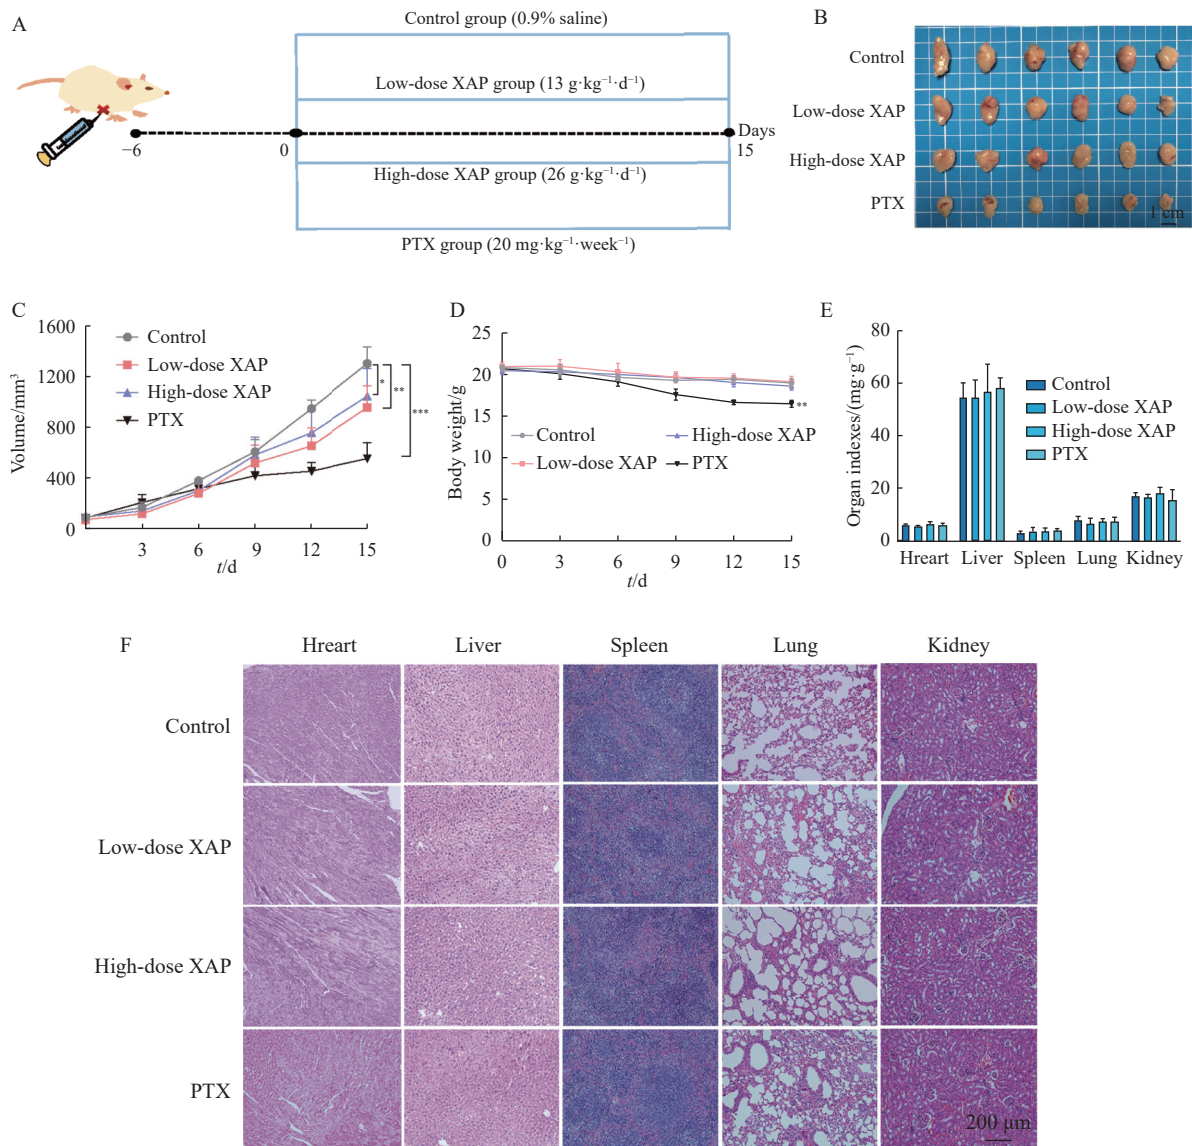 A
Control group (0.9% saline)
Low-dose XAP group (13 g·kg⁻¹·d⁻¹)
−6
0
Days
15
High-dose XAP group (26 g·kg⁻¹·d⁻¹)
PTX group (20 mg·kg⁻¹·week⁻¹)
B
Control
Low-dose XAP
High-dose XAP
PTX
1 cm
C
1600
1200
800
400
0
Volume/mm³
Control
Low-dose XAP
High-dose XAP
PTX
*
**
***
3 6 9 12 15
t/d
D
25
20
15
10
5
0
Body weight/g
**
Control
High-dose XAP
Low-dose XAP
PTX
0 3 6 9 12 15
t/d
E
80
60
40
20
0
Organ indexes/(mg·g⁻¹)
Control
Low-dose XAP
High-dose XAP
PTX
Hreart Liver Spleen Lung Kidney
F
Hreart Liver Spleen Lung Kidney
Control
Low-dose XAP
High-dose XAP
PTX
200 μm